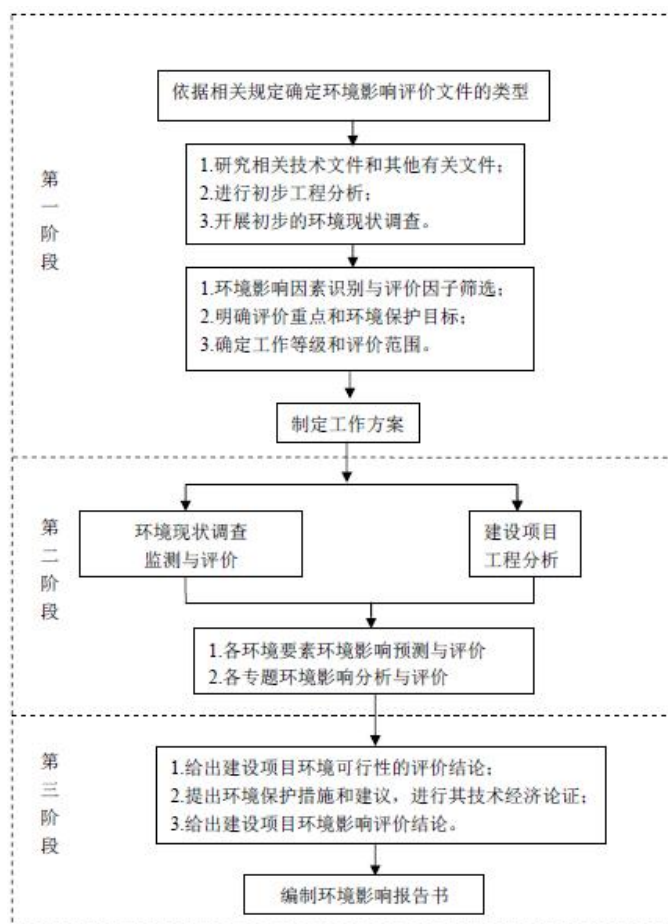 依据相关规定确定环境影响评价文件的类型
第一阶段
1.研究相关技术文件和其他有关文件；
2.进行初步工程分析；
3.开展初步的环境现状调查。
1.环境影响因素识别与评价因子筛选；
2.明确评价重点和环境保护目标；
3.确定工作等级和评价范围。
制定工作方案
第二阶段
环境现状调查
监测与评价
建设项目
工程分析
1.各环境要素环境影响预测与评价
2.各专题环境影响分析与评价
第三阶段
1.给出建设项目环境可行性的评价结论；
2.提出环境保护措施和建议，进行其技术经济论证；
3.给出建设项目环境影响评价结论。
编制环境影响报告书